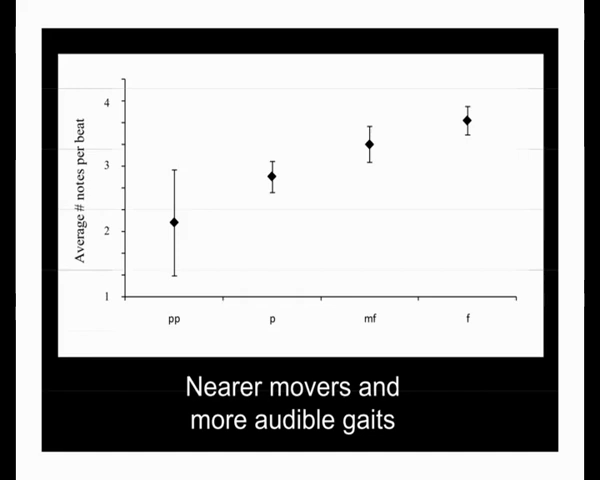 Average # notes per beat
4
3
2
1
pp p mf f
Nearer movers and
more audible gaits